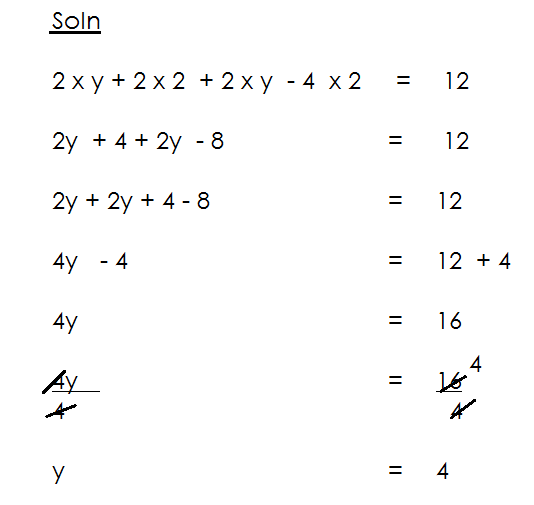 Soln
2 x y + 2 x 2 + 2 x y - 4 x 2 = 12
2y + 4 + 2y - 8 = 12
2y + 2y + 4 - 8 = 12
4y - 4 = 12 + 4
4y = 16
4y = 16 4
4 4
y = 4